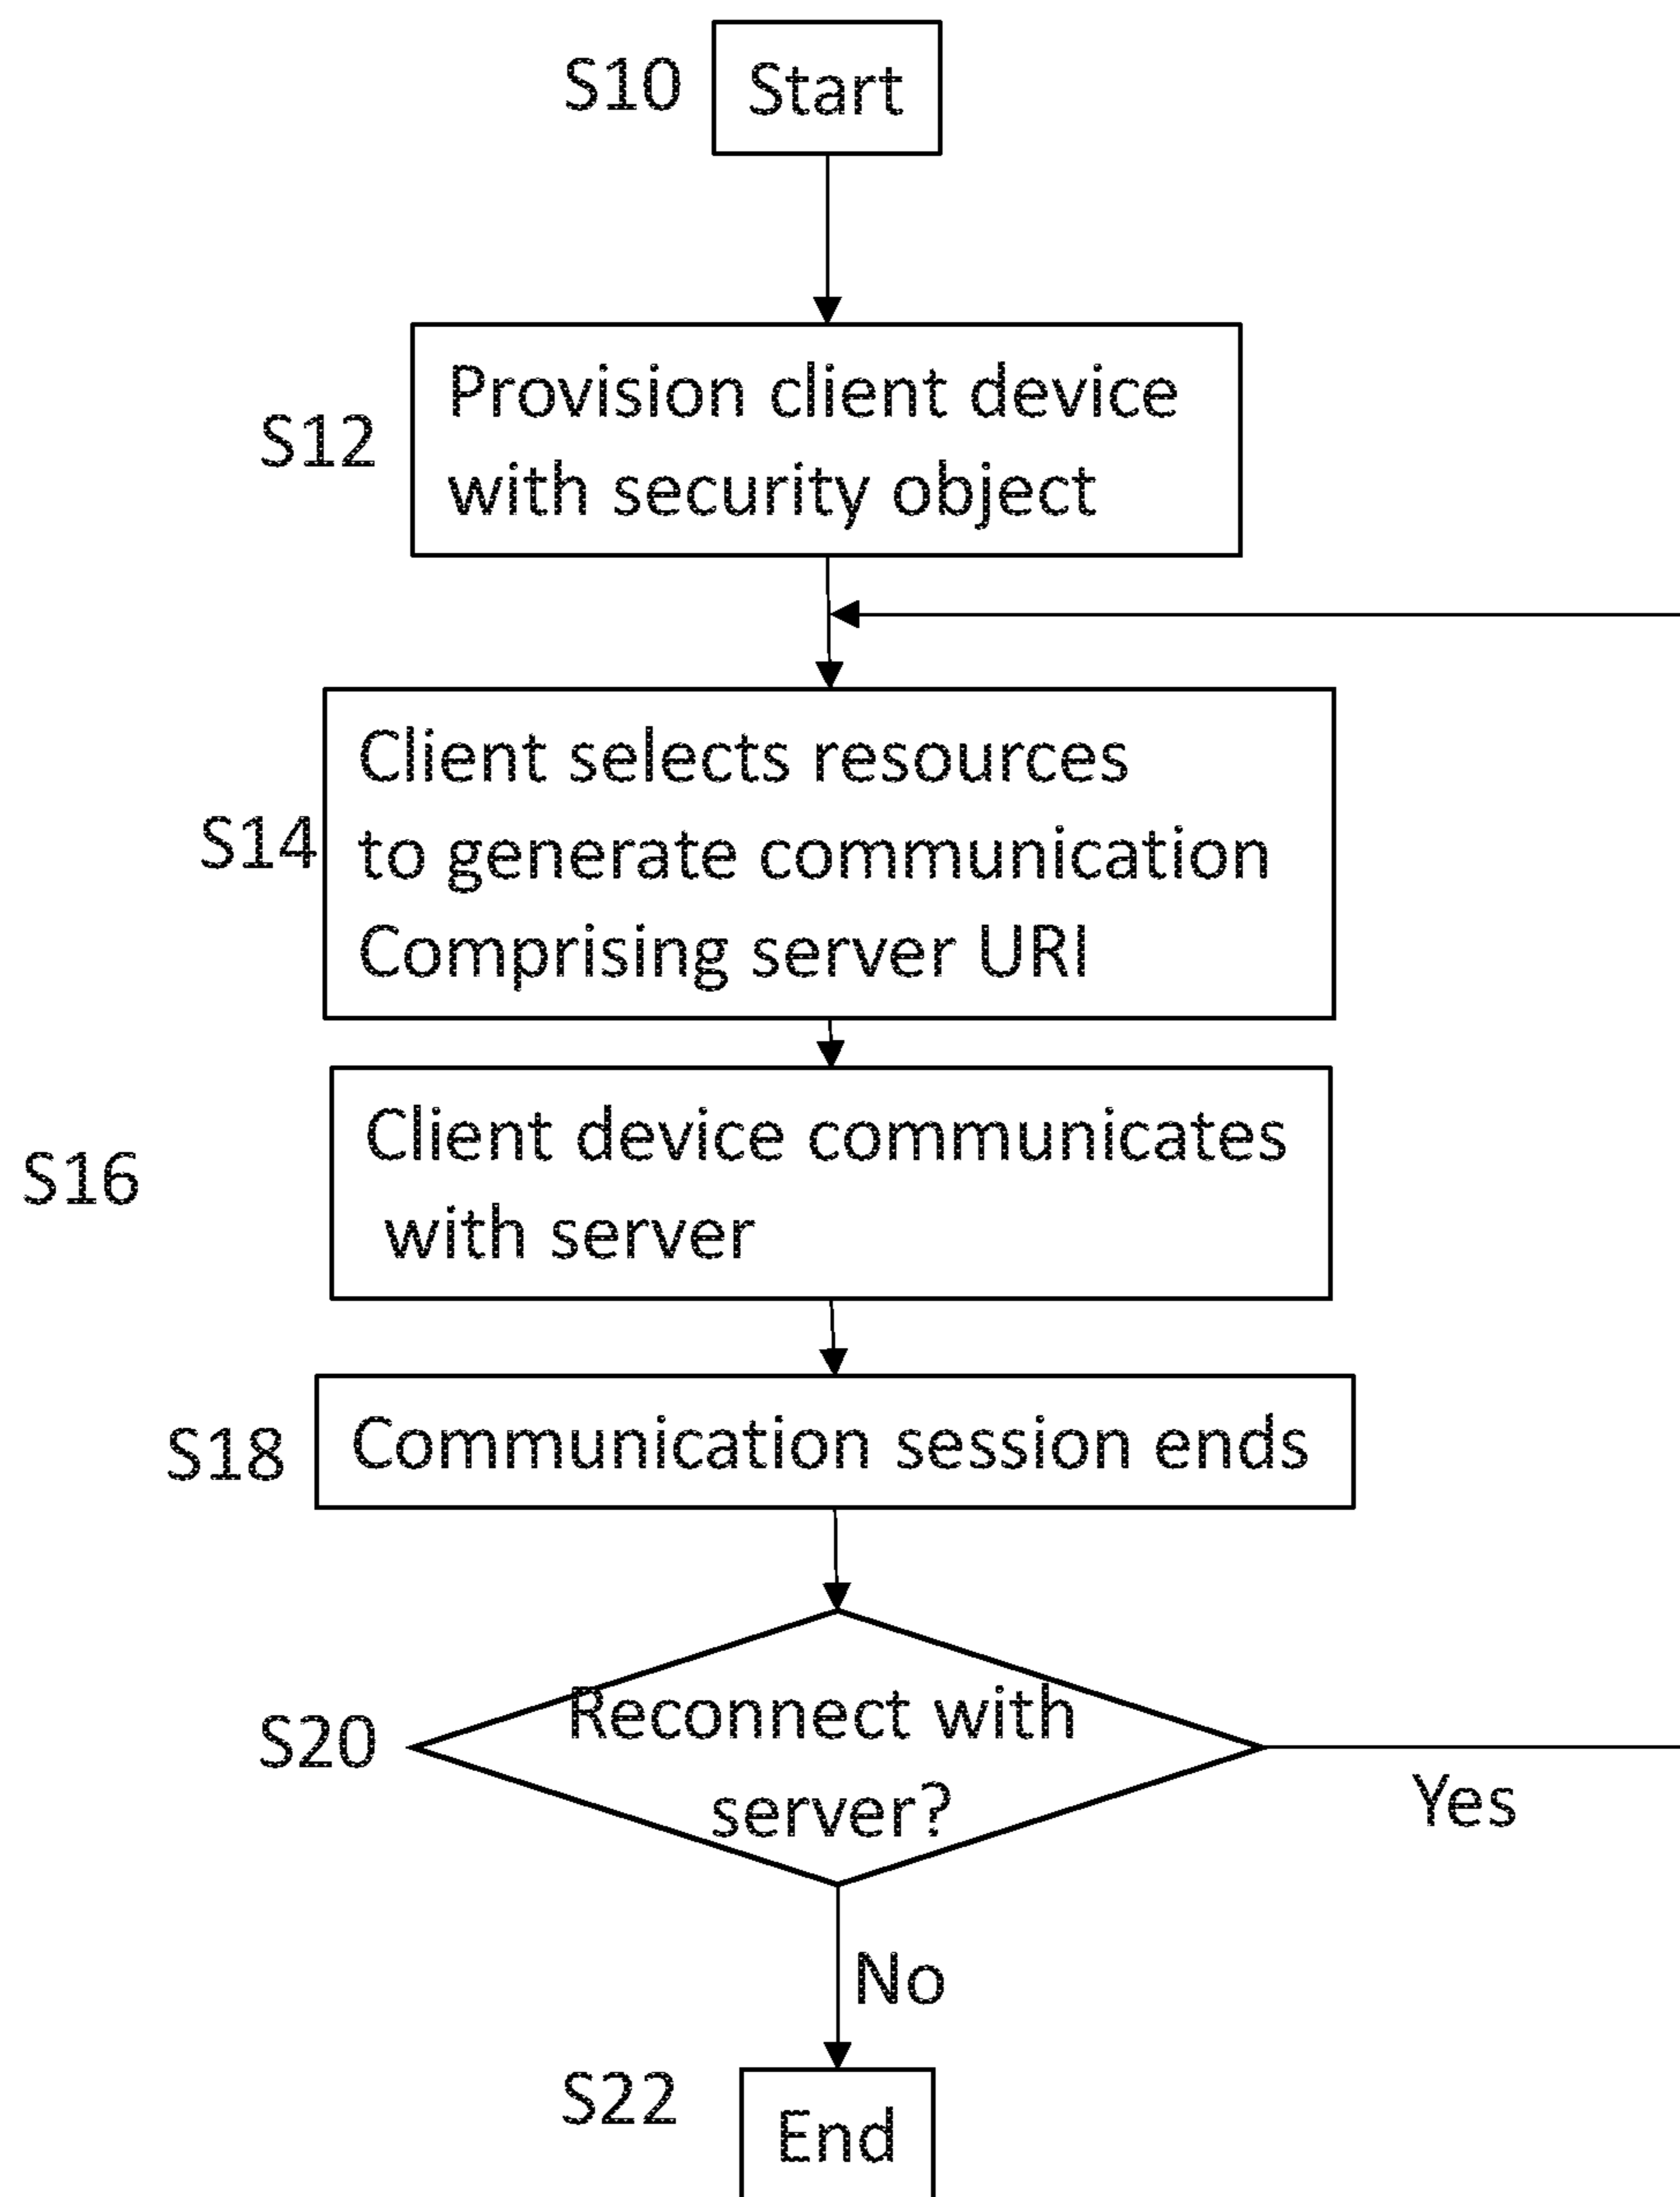 S10
Start
S12
Provision client device
with security object
S14
Client selects resources
to generate communication
Comprising server URI
S16
Client device communicates
with server
S18
Communication session ends
S20
Reconnect with
server?
Yes
No
S22
End